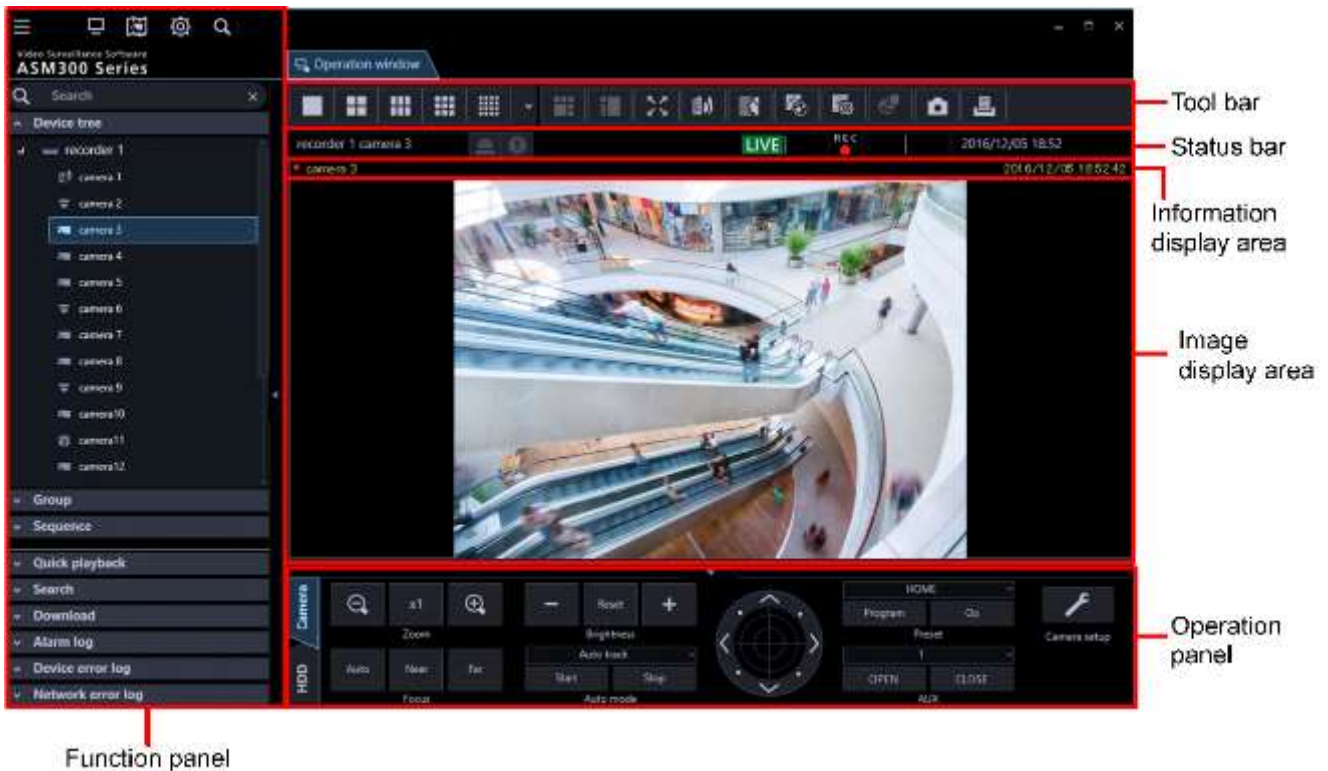 Video Surveillance Software
ASM300 Series
Operation window
Search
Device tree
recorder 1
camera 1
camera 2
camera 3
camera 4
camera 5
camera 6
camera 7
camera 8
camera 9
camera10
camera11
camera12
Group
Sequence
Quick playback
Search
Download
Alarm log
Device error log
Network error log
recorder 1 camera 3
LIVE
REC
2016/12/05 18:52
camera 3
2016/12/05 18:52:42
Camera
HDD
x1
Zoom
Auto
Near
Far
Focus
Reset
Brightness
Auto track
Start
Stop
Auto mode
HOME
Program
Go
Preset
1
OPEN
CLOSE
AUX
Camera setup
Tool bar
Status bar
Information
display area
Image
display area
Operation
panel
Function panel